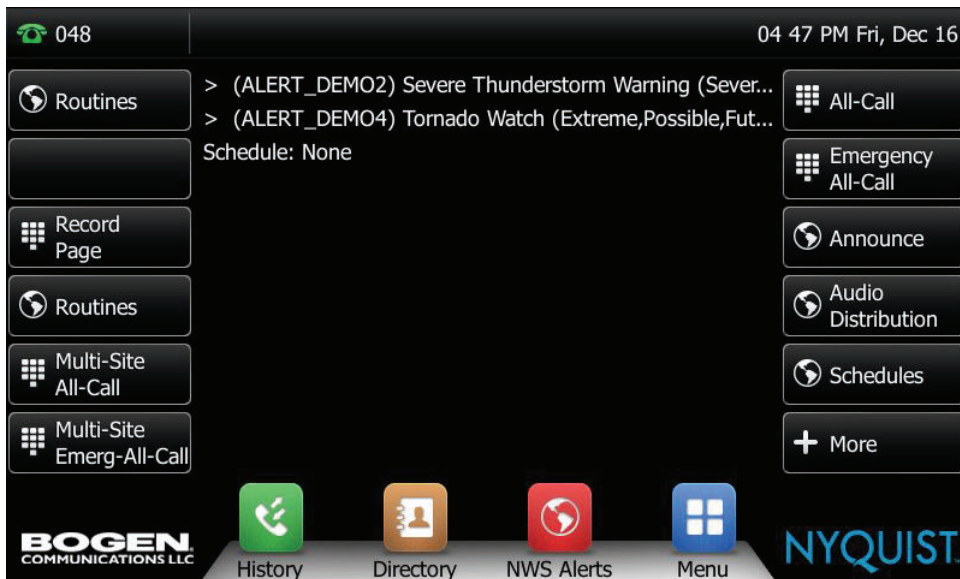 048
04 47 PM Fri, Dec 16
Routines
Record
Page
Routines
Multi-Site
All-Call
Multi-Site
Emerg-All-Call
> (ALERT_DEMO2) Severe Thunderstorm Warning (Sever...
> (ALERT_DEMO4) Tornado Watch (Extreme,Possible,Fut...
Schedule: None
All-Call
Emergency
All-Call
Announce
Audio
Distribution
Schedules
More
BOGEN
COMMUNICATIONS LLC
History
Directory
NWS Alerts
Menu
NYQUIST